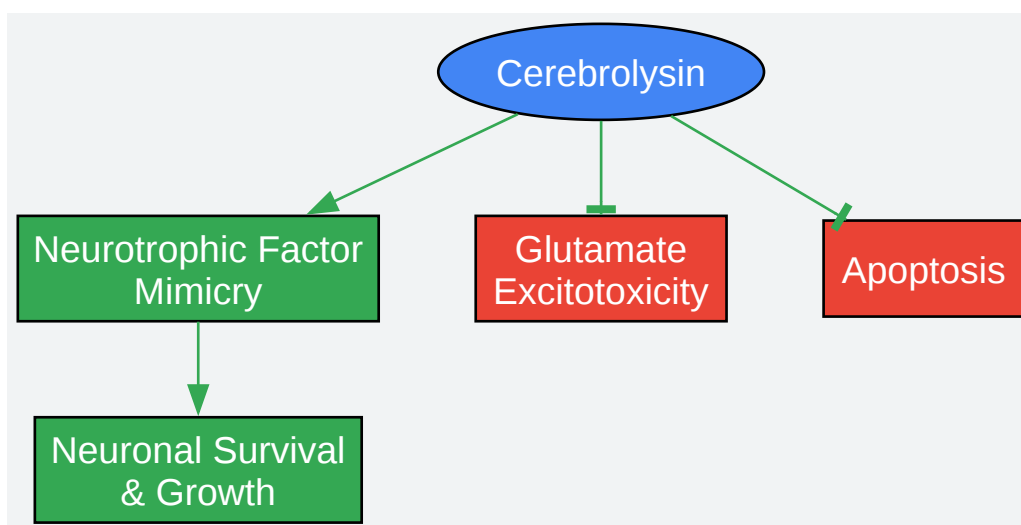 Cerebrolysin
Neurotrophic Factor
Mimicry
Glutamate
Excitotoxicity
Apoptosis
Neuronal Survival
& Growth